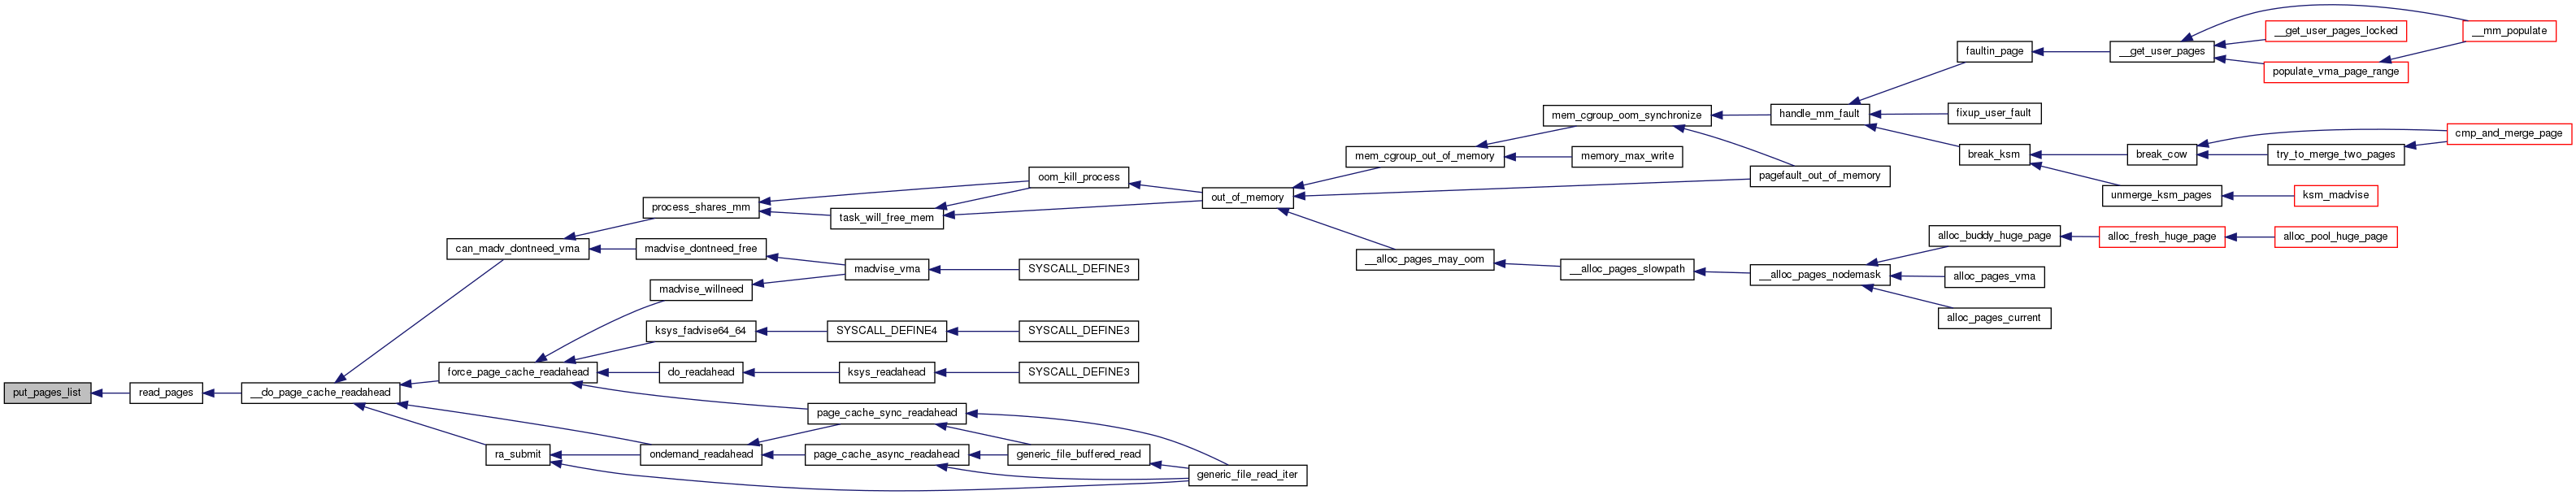 __mm_populate
__get_user_pages_locked
faultin_page
__get_user_pages
populate_vma_page_range
mem_cgroup_oom_synchronize
handle_mm_fault
fixup_user_fault
cmp_and_merge_page
mem_cgroup_out_of_memory
memory_max_write
break_ksm
break_cow
try_to_merge_two_pages
oom_kill_process
pagefault_out_of_memory
out_of_memory
unmerge_ksm_pages
ksm_madvise
process_shares_mm
task_will_free_mem
can_madv_dontneed_vma
madvise_dontneed_free
alloc_buddy_huge_page
alloc_fresh_huge_page
alloc_pool_huge_page
__alloc_pages_may_oom
madvise_vma
SYSCALL_DEFINE3
__alloc_pages_slowpath
__alloc_pages_nodemask
alloc_pages_vma
madvise_willneed
alloc_pages_current
ksys_fadvise64_64
SYSCALL_DEFINE4
SYSCALL_DEFINE3
force_page_cache_readahead
do_readahead
ksys_readahead
SYSCALL_DEFINE3
put_pages_list
read_pages
__do_page_cache_readahead
page_cache_sync_readahead
ra_submit
ondemand_readahead
page_cache_async_readahead
generic_file_buffered_read
generic_file_read_iter